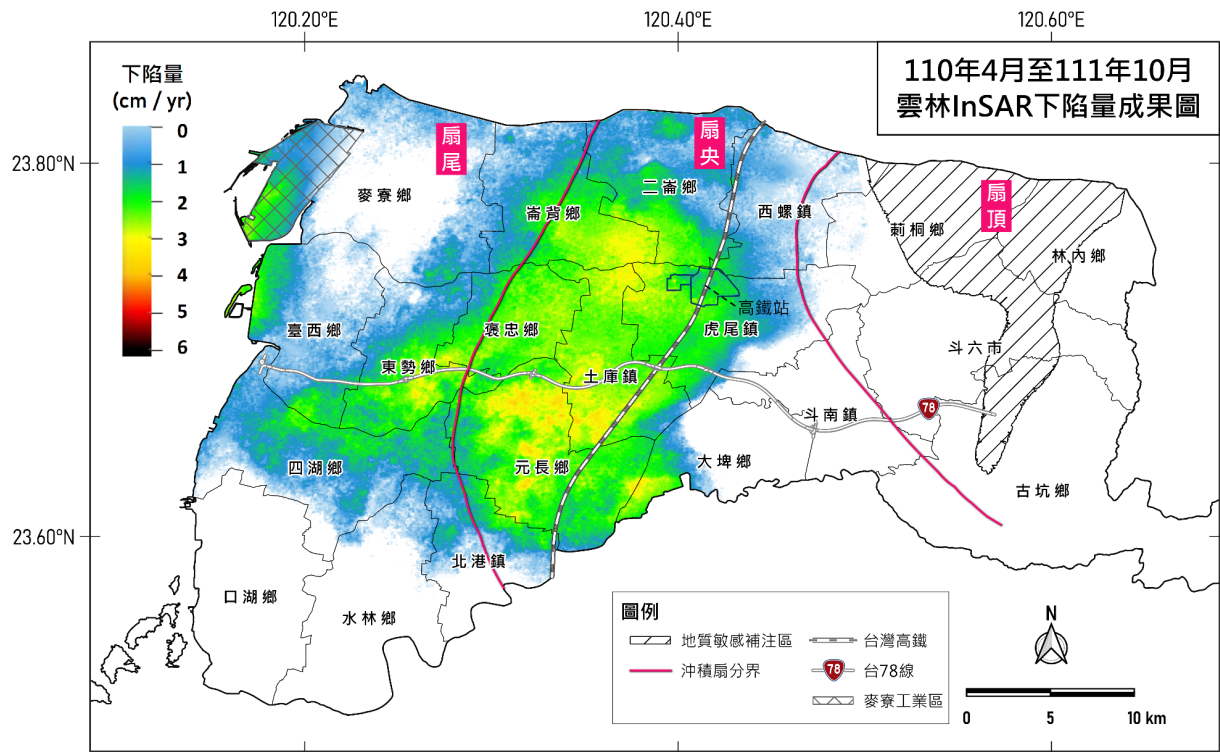 120.20°E
120.40°E
120.60°E
110年4月至111年10月
雲林InSAR下陷量成果圖
下陷量
(cm / yr)
0
1
2
3
4
5
6
23.80°N
23.60°N
扇尾
扇央
扇頂
麥寮鄉
崙背鄉
二崙鄉
西螺鎮
莿桐鄉
林內鄉
高鐵站
臺西鄉
褒忠鄉
虎尾鎮
東勢鄉
土庫鎮
斗六市
斗南鎮
78
四湖鄉
元長鄉
大埤鄉
古坑鄉
北港鎮
口湖鄉
水林鄉
圖例
地質敏感補注區
台灣高鐵
沖積扇分界
78
台78線
麥寮工業區
N
0
5
10 km